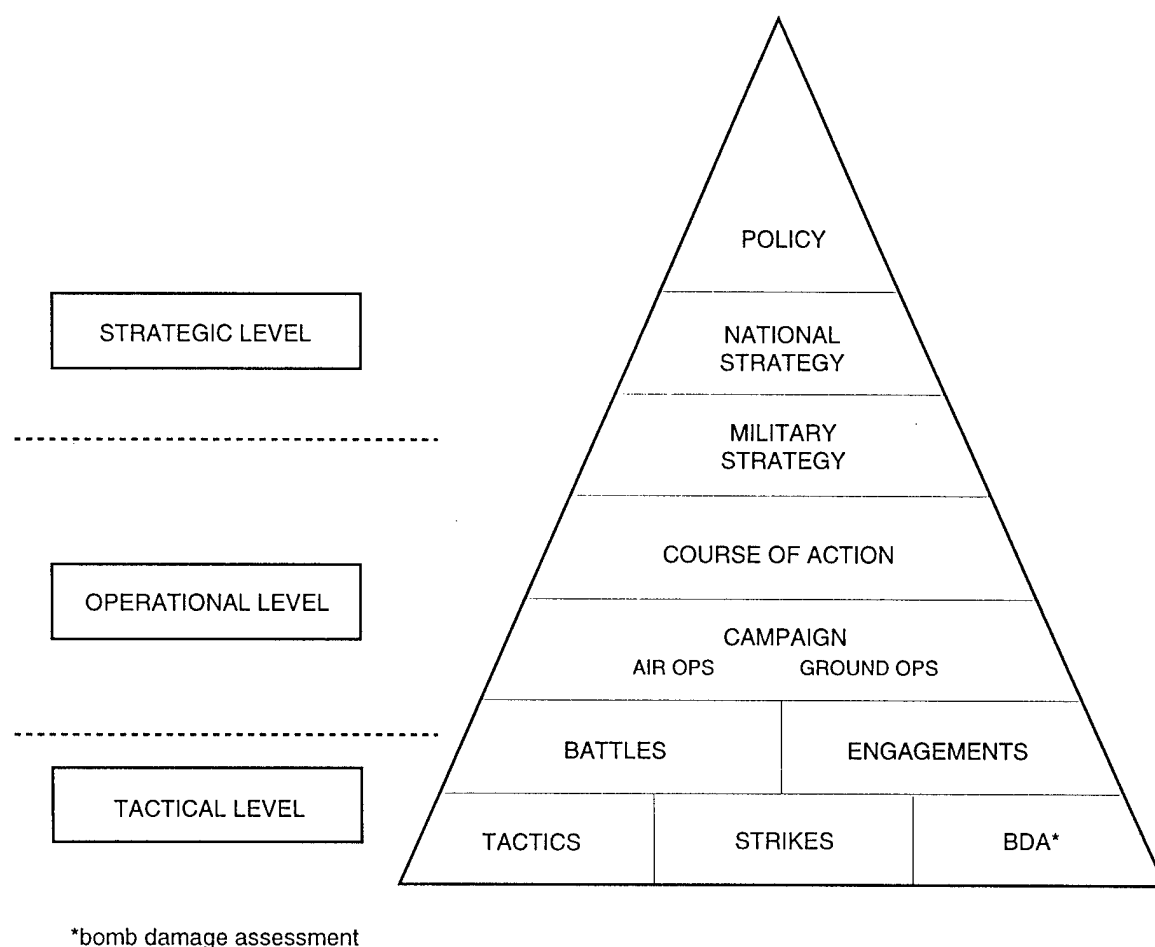 POLICY
STRATEGIC LEVEL
NATIONAL
STRATEGY
MILITARY
STRATEGY
COURSE OF ACTION
OPERATIONAL LEVEL
CAMPAIGN
AIR OPS GROUND OPS
BATTLES ENGAGEMENTS
TACTICAL LEVEL
TACTICS STRIKES BDA*
*bomb damage assessment